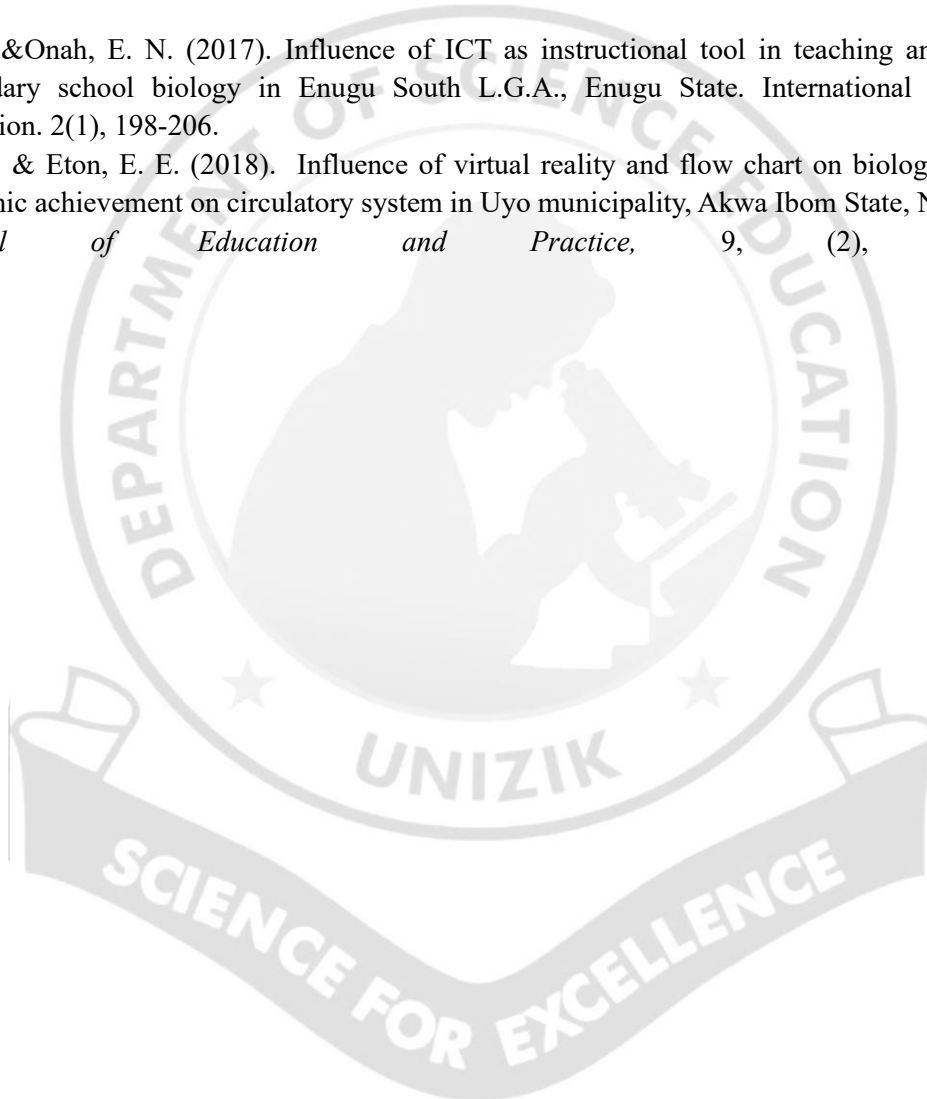 &Onah, E. N. (2017). Influence of ICT as instructional tool in teaching an
dary school biology in Enugu South L.G.A., Enugu State. International
ion. 2(1), 198-206.
& Eton, E. E. (2018). Influence of virtual reality and flow chart on biolog
nic achievement on circulatory system in Uyo municipality, Akwa Ibom State, N
l of Education and Practice, 9, (2),
DEPARTMENT OF SCIENCE EDUCATION
UNIZIK
SCIENCE FOR EXCELLENCE